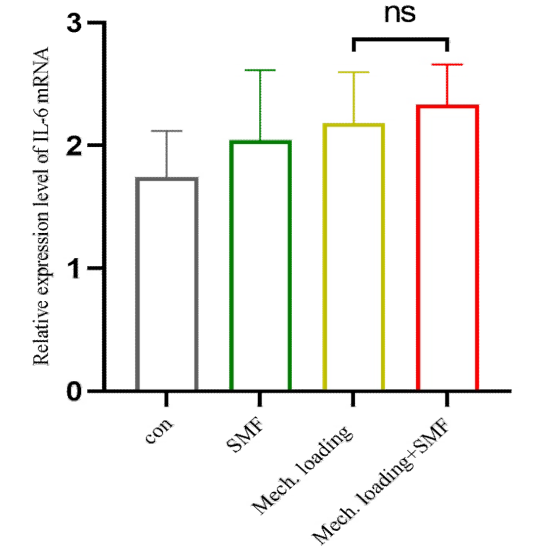 ns
3
2
1
0
Relative expression level of IL-6 mRNA
con
SMF
Mech. loading
Mech. loading+SMF